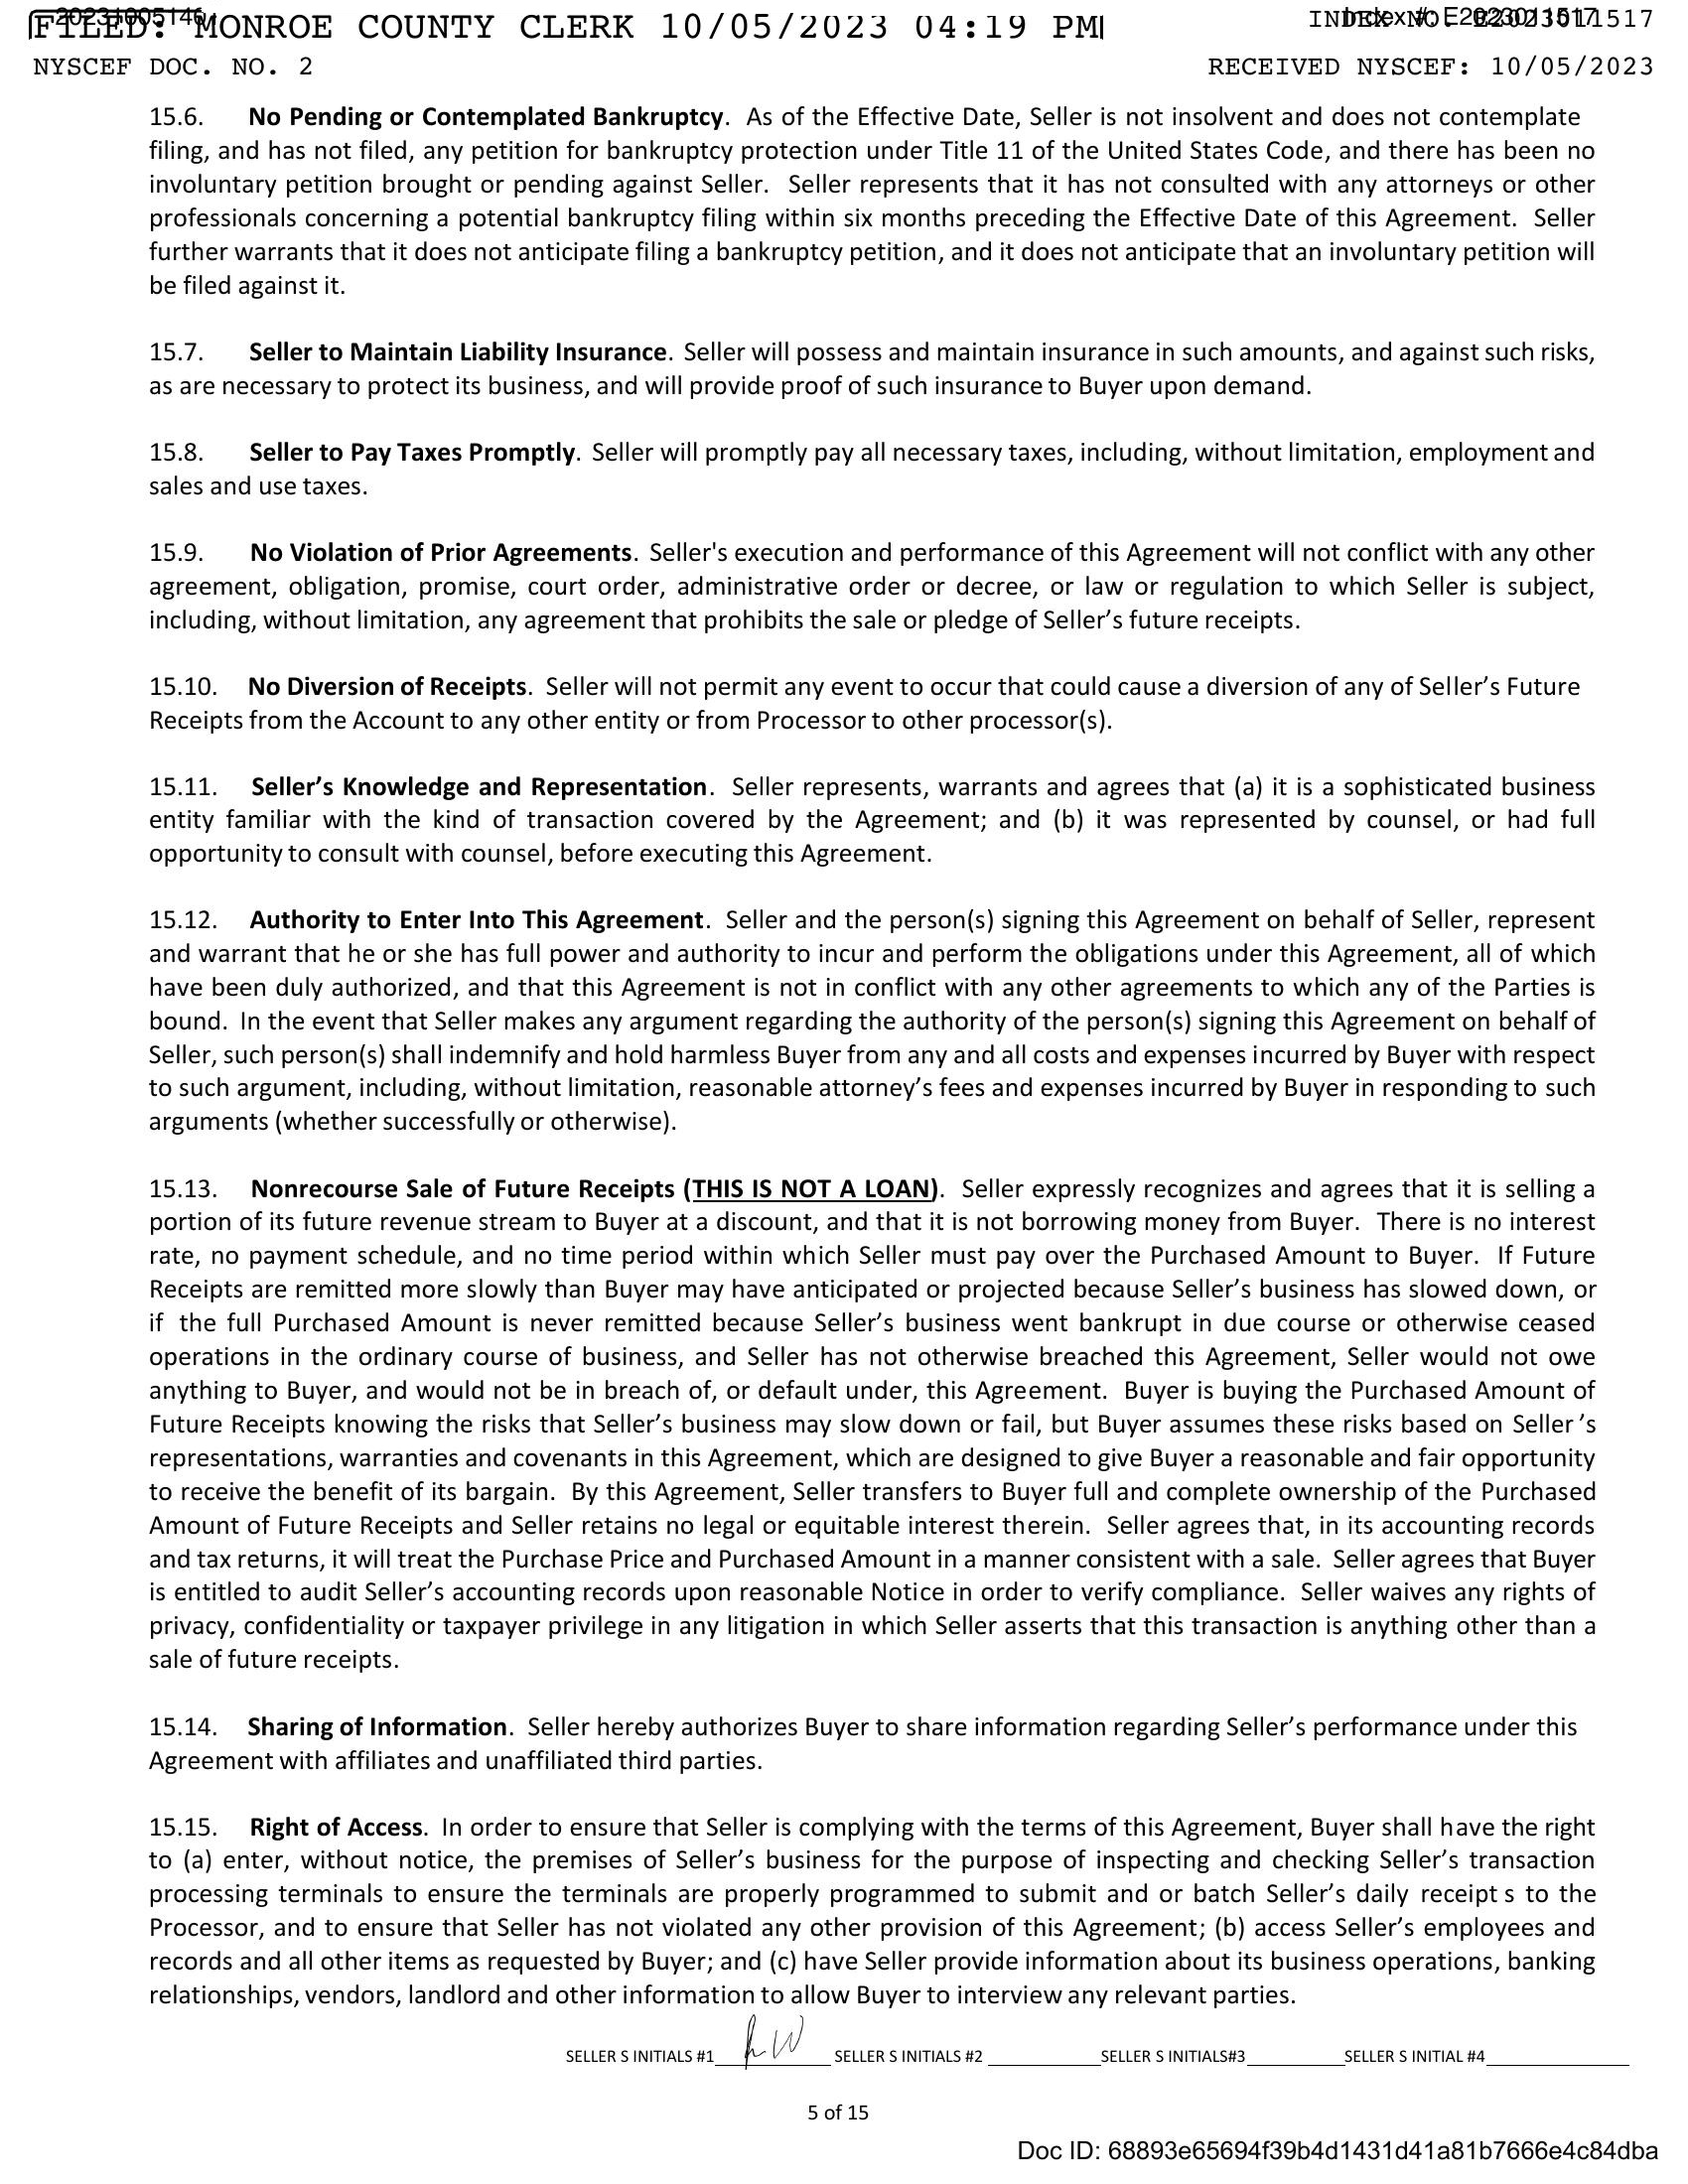 202310051146
Index #: E2023011517
FILED: MONROE COUNTY CLERK 10/05/2023 04:19 PM
INDEX NO. E2023011517
NYSCEF DOC. NO. 2
RECEIVED NYSCEF: 10/05/2023
15.6. No Pending or Contemplated Bankruptcy. As of the Effective Date, Seller is not insolvent and does not contemplate
filing, and has not filed, any petition for bankruptcy protection under Title 11 of the United States Code, and there has been no
involuntary petition brought or pending against Seller. Seller represents that it has not consulted with any attorneys or other
professionals concerning a potential bankruptcy filing within six months preceding the Effective Date of this Agreement. Seller
further warrants that it does not anticipate filing a bankruptcy petition, and it does not anticipate that an involuntary petition will
be filed against it.
15.7. Seller to Maintain Liability Insurance. Seller will possess and maintain insurance in such amounts, and against such risks,
as are necessary to protect its business, and will provide proof of such insurance to Buyer upon demand.
15.8. Seller to Pay Taxes Promptly. Seller will promptly pay all necessary taxes, including, without limitation, employment and
sales and use taxes.
15.9. No Violation of Prior Agreements. Seller's execution and performance of this Agreement will not conflict with any other
agreement, obligation, promise, court order, administrative order or decree, or law or regulation to which Seller is subject,
including, without limitation, any agreement that prohibits the sale or pledge of Seller’s future receipts.
15.10. No Diversion of Receipts. Seller will not permit any event to occur that could cause a diversion of any of Seller’s Future
Receipts from the Account to any other entity or from Processor to other processor(s).
15.11. Seller’s Knowledge and Representation. Seller represents, warrants and agrees that (a) it is a sophisticated business
entity familiar with the kind of transaction covered by the Agreement; and (b) it was represented by counsel, or had full
opportunity to consult with counsel, before executing this Agreement.
15.12. Authority to Enter Into This Agreement. Seller and the person(s) signing this Agreement on behalf of Seller, represent
and warrant that he or she has full power and authority to incur and perform the obligations under this Agreement, all of which
have been duly authorized, and that this Agreement is not in conflict with any other agreements to which any of the Parties is
bound. In the event that Seller makes any argument regarding the authority of the person(s) signing this Agreement on behalf of
Seller, such person(s) shall indemnify and hold harmless Buyer from any and all costs and expenses incurred by Buyer with respect
to such argument, including, without limitation, reasonable attorney’s fees and expenses incurred by Buyer in responding to such
arguments (whether successfully or otherwise).
15.13. Nonrecourse Sale of Future Receipts (THIS IS NOT A LOAN). Seller expressly recognizes and agrees that it is selling a
portion of its future revenue stream to Buyer at a discount, and that it is not borrowing money from Buyer. There is no interest
rate, no payment schedule, and no time period within which Seller must pay over the Purchased Amount to Buyer. If Future
Receipts are remitted more slowly than Buyer may have anticipated or projected because Seller’s business has slowed down, or
if the full Purchased Amount is never remitted because Seller’s business went bankrupt in due course or otherwise ceased
operations in the ordinary course of business, and Seller has not otherwise breached this Agreement, Seller would not owe
anything to Buyer, and would not be in breach of, or default under, this Agreement. Buyer is buying the Purchased Amount of
Future Receipts knowing the risks that Seller’s business may slow down or fail, but Buyer assumes these risks based on Seller’s
representations, warranties and covenants in this Agreement, which are designed to give Buyer a reasonable and fair opportunity
to receive the benefit of its bargain. By this Agreement, Seller transfers to Buyer full and complete ownership of the Purchased
Amount of Future Receipts and Seller retains no legal or equitable interest therein. Seller agrees that, in its accounting records
and tax returns, it will treat the Purchase Price and Purchased Amount in a manner consistent with a sale. Seller agrees that Buyer
is entitled to audit Seller’s accounting records upon reasonable Notice in order to verify compliance. Seller waives any rights of
privacy, confidentiality or taxpayer privilege in any litigation in which Seller asserts that this transaction is anything other than a
sale of future receipts.
15.14. Sharing of Information. Seller hereby authorizes Buyer to share information regarding Seller’s performance under this
Agreement with affiliates and unaffiliated third parties.
15.15. Right of Access. In order to ensure that Seller is complying with the terms of this Agreement, Buyer shall have the right
to (a) enter, without notice, the premises of Seller’s business for the purpose of inspecting and checking Seller’s transaction
processing terminals to ensure the terminals are properly programmed to submit and or batch Seller’s daily receipts to the
Processor, and to ensure that Seller has not violated any other provision of this Agreement; (b) access Seller’s employees and
records and all other items as requested by Buyer; and (c) have Seller provide information about its business operations, banking
relationships, vendors, landlord and other information to allow Buyer to interview any relevant parties.
SELLER S INITIALS #1 SELLER S INITIALS #2 SELLER S INITIALS#3 SELLER S INITIAL #4
5 of 15
Doc ID: 68893e65694f39b4d1431d41a81b7666e4c84dba